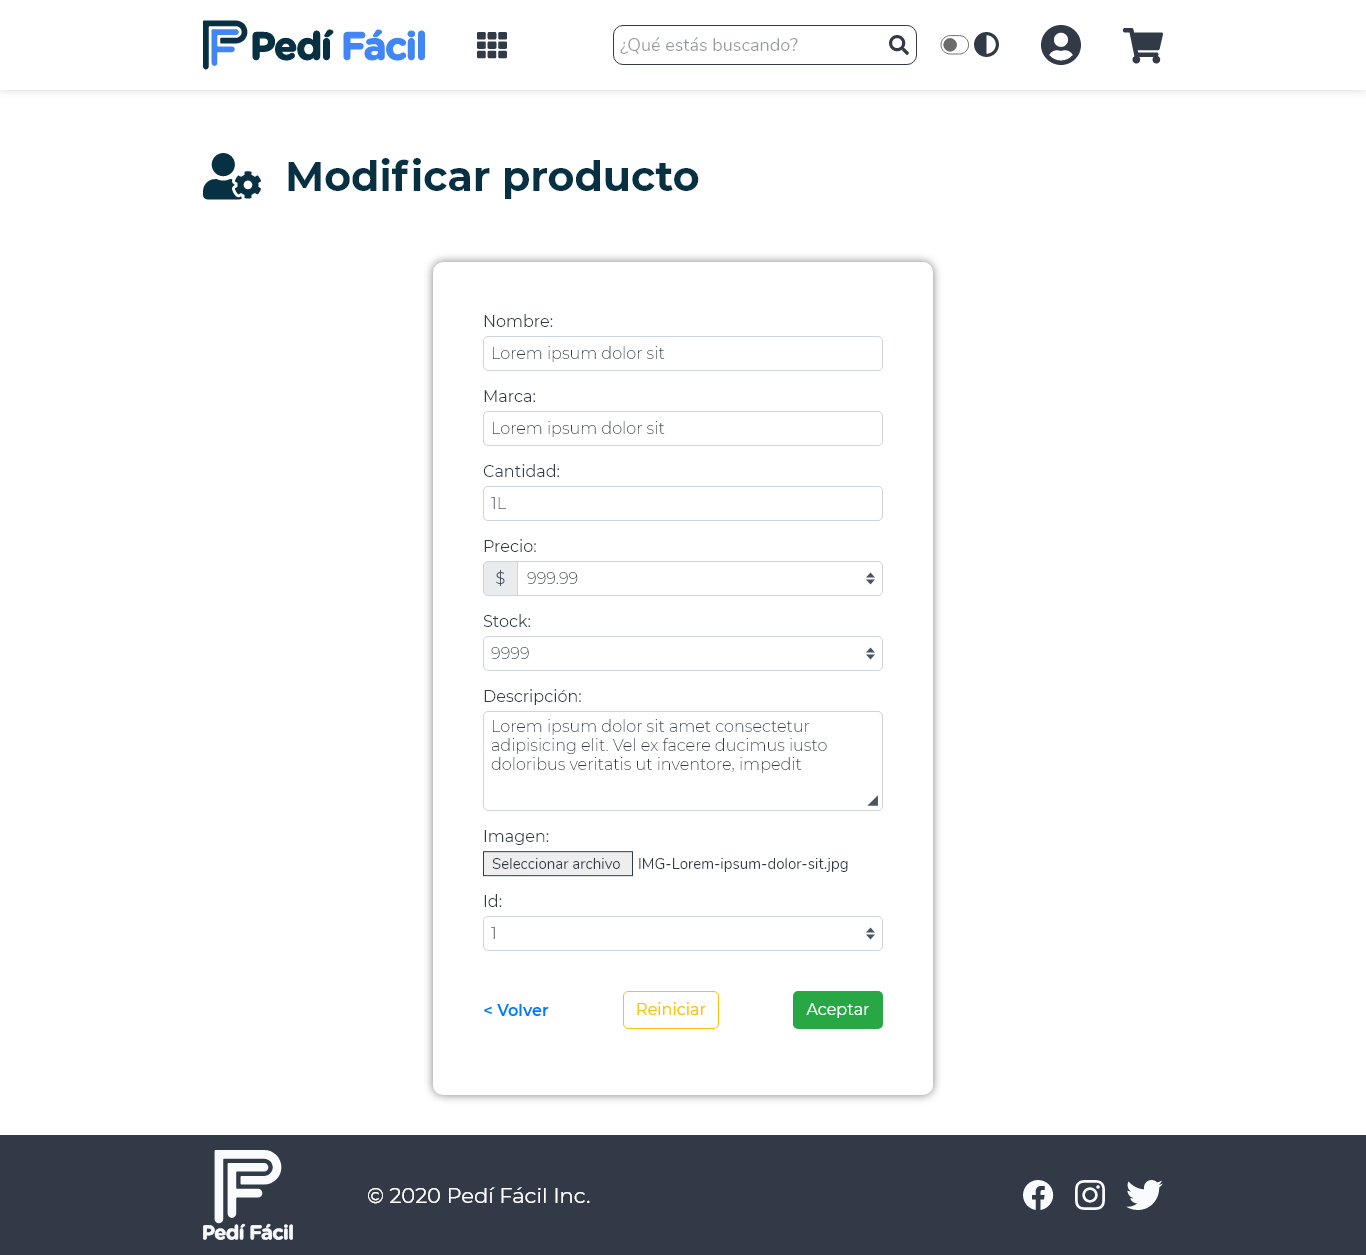 Pedí Fácil
¿Qué estás buscando?
Modificar producto
Nombre:
Lorem ipsum dolor sit
Marca:
Lorem ipsum dolor sit
Cantidad:
1L
Precio:
$ 999.99
Stock:
9999
Descripción:
Lorem ipsum dolor sit amet consectetur
adipisicing elit. Vel ex facere ducimus iusto
doloribus veritatis ut inventore, impedit
Imagen:
Seleccionar archivo IMG-Lorem-ipsum-dolor-sit.jpg
Id:
1
< Volver Reiniciar Aceptar
Pedí Fácil
© 2020 Pedí Fácil Inc.